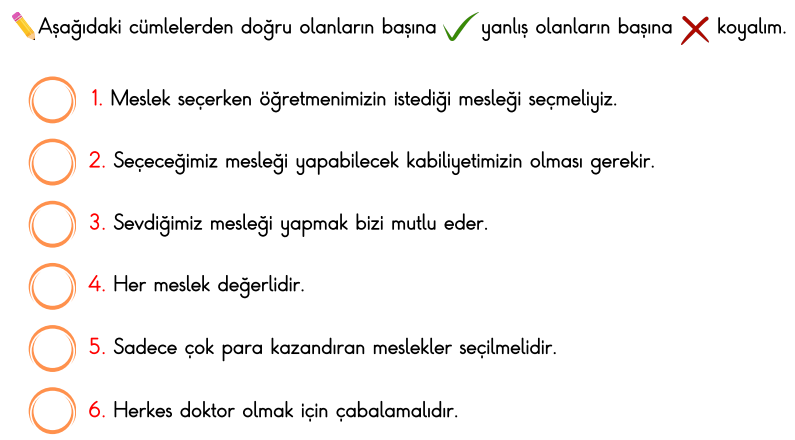 Aşağıdaki cümlelerden doğru olanların başına ✓ yanlış olanların başına ✗ koyalım.
1. Meslek seçerken öğretmenimizin istediği mesleği seçmeliyiz.
2. Seçeceğimiz mesleği yapabilecek kabiliyetimizin olması gerekir.
3. Sevdiğimiz mesleği yapmak bizi mutlu eder.
4. Her meslek değerlidir.
5. Sadece çok para kazandıran meslekler seçilmelidir.
6. Herkes doktor olmak için çabalamalıdır.